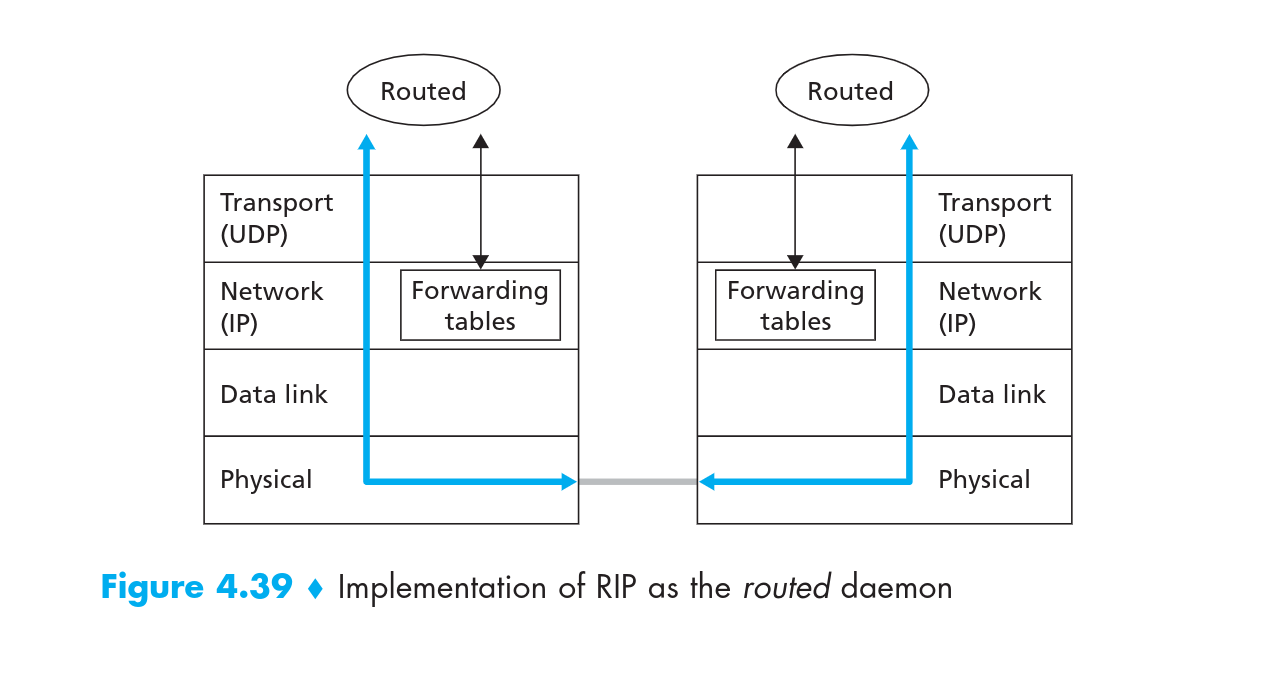 Routed
Routed
Transport
(UDP)
Network
(IP)
Forwarding
tables
Data link
Physical
Forwarding
tables
Transport
(UDP)
Network
(IP)
Data link
Physical
Figure 4.39 ♦ Implementation of RIP as the routed daemon